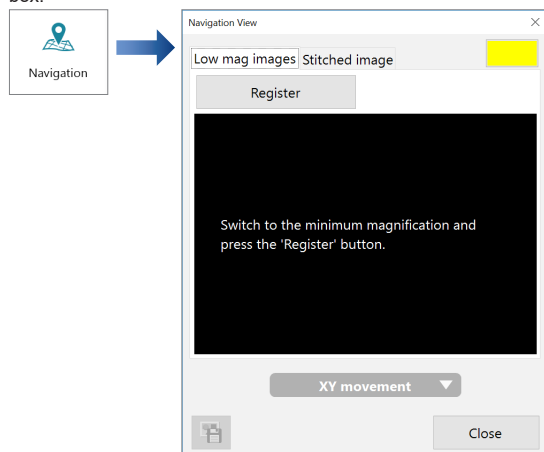 box.
Navigation
Navigation View
Low mag images Stitched image
Register
Switch to the minimum magnification and
press the 'Register' button.
XY movement
Close